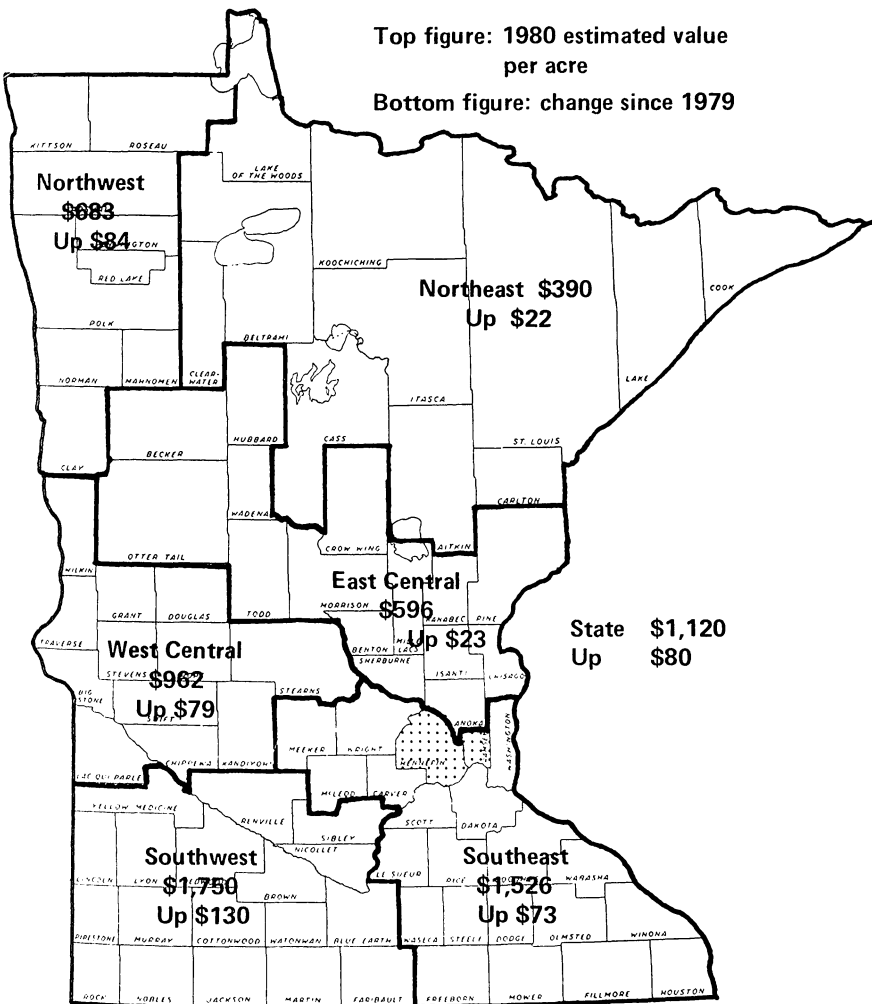 Top figure: 1980 estimated value
per acre
Bottom figure: change since 1979
KITTSON
ROSEAU
LAKE
OF THE WOODS
Northwest
$683
Up $84
RED LAKE
KOOCHICHING
Northeast $390
Up $22
COOK
POLK
BELTRAMI
NORMAN
MAHNOMEN
CLEAR-
WATER
LAKE
ITASCA
HUBBARD
CASS
ST. LOUIS
BECKER
CLAY
CARLTON
WADENA
OTTER TAIL
CROW WING
AITKIN
WILKIN
East Central
$596
Up $23
GRANT
DOUGLAS
TODD
MORRISON
KANABEC
PINE
State $1,120
Up $80
TRAVERSE
West Central
$962
Up $79
BENTON
MILLE
LACS
SHERBURNE
ISANTI
CHISAGO
STEVENS
STEARNS
BIG
STONE
SWIFT
ANOKA
RAMSEY
WASHINGTON
MEEKER
WRIGHT
HENNEPIN
LAC QUI PARLE
CHIPPEWA
KANDIYOHI
McLEOD
CARVER
YELLOW MEDICINE
RENVILLE
SIBLEY
NICOLLET
SCOTT
DAKOTA
Southwest
$1,750
Up $130
Southeast
$1,526
Up $73
LINCOLN
LYON
BROWN
LE SUEUR
RICE
WABASHA
PIPESTONE
MURRAY
COTTONWOOD
WATONWAN
BLUE EARTH
WASECA
STEELE
DODGE
OLMSTED
WINONA
ROCK
NOBLES
JACKSON
MARTIN
FARIBAULT
FREEBORN
MOWER
FILLMORE
HOUSTON